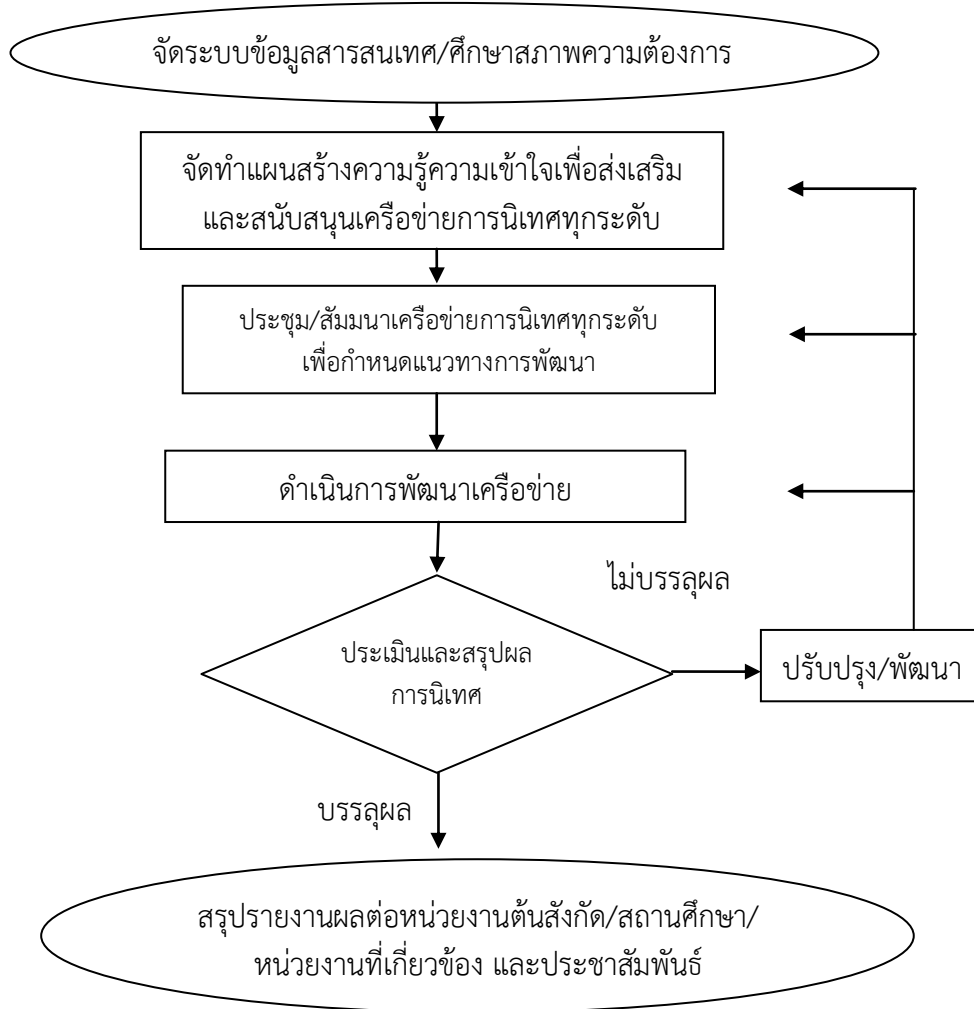 จัดระบบข้อมูลสารสนเทศ/ศึกษาสภาพความต้องการ
จัดทำแผนสร้างความรู้ความเข้าใจเพื่อส่งเสริม
และสนับสนุนเครือข่ายการนิเทศทุกระดับ
ประชุม/สัมมนาเครือข่ายการนิเทศทุกระดับ
เพื่อกำหนดแนวทางการพัฒนา
ดำเนินการพัฒนาเครือข่าย
ไม่บรรลุผล
ประเมินและสรุปผล
การนิเทศ
ปรับปรุง/พัฒนา
บรรลุผล
สรุปรายงานผลต่อหน่วยงานต้นสังกัด/สถานศึกษา/
หน่วยงานที่เกี่ยวข้อง และประชาสัมพันธ์